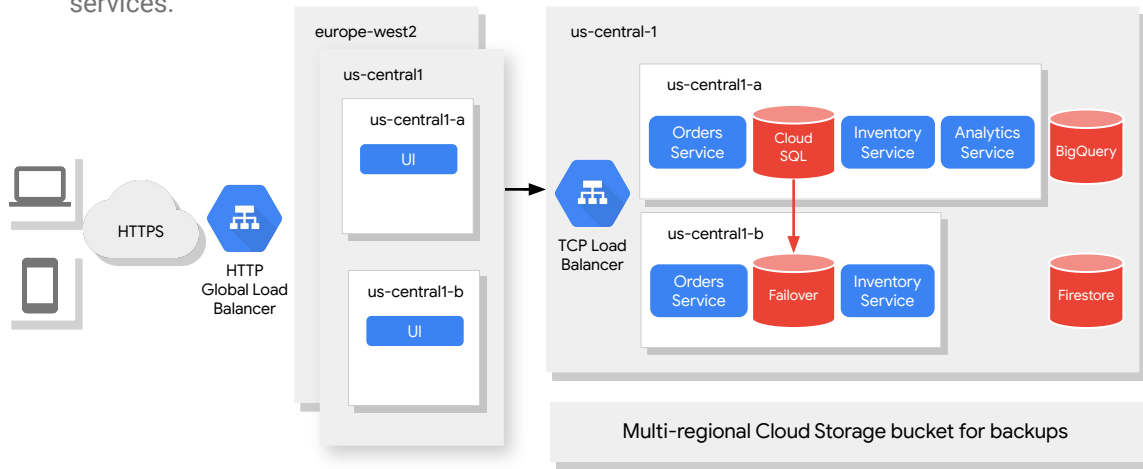 services.
europe-west2
us-central1
us-central1-a
UI
us-central1-b
UI
HTTPS
HTTP
Global Load
Balancer
TCP Load
Balancer
us-central-1
us-central1-a
Orders
Service
Cloud
SQL
Inventory
Service
Analytics
Service
BigQuery
us-central1-b
Orders
Service
Failover
Inventory
Service
Firestore
Multi-regional Cloud Storage bucket for backups